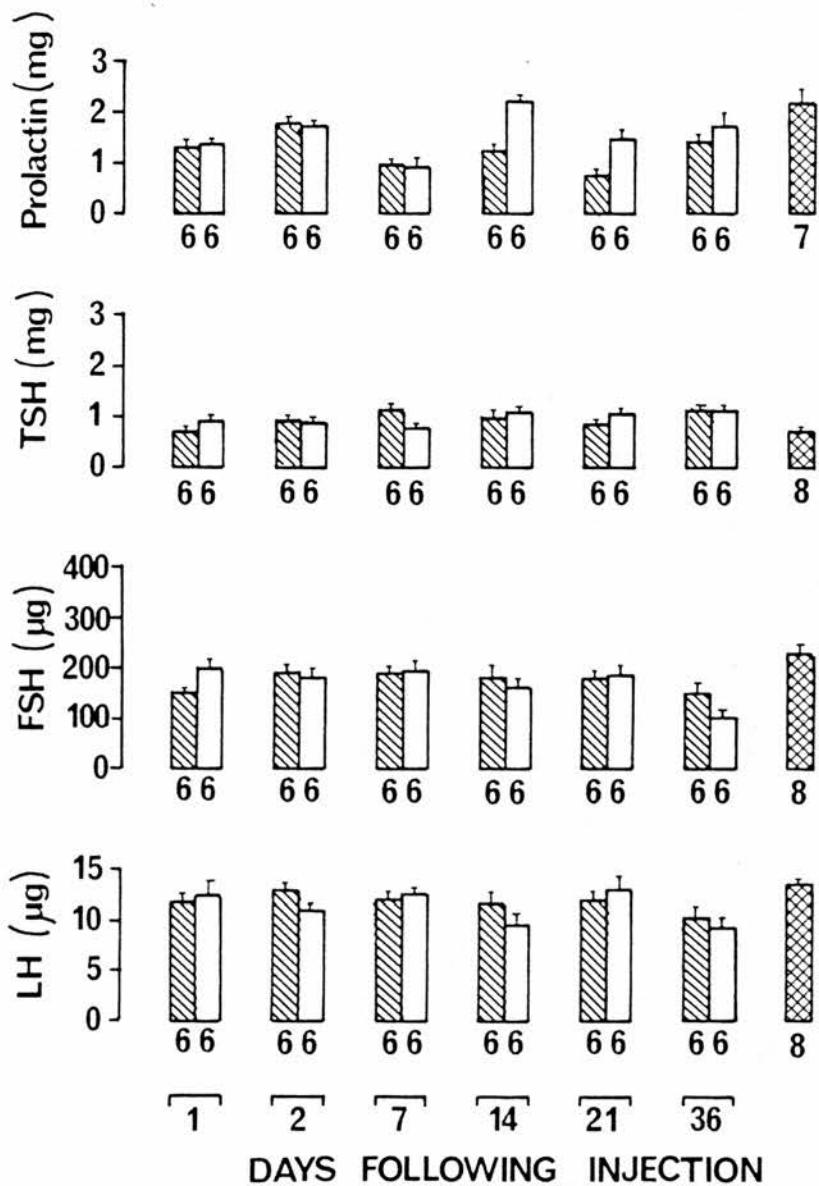 Prolactin (mg)
3
2
1
0
6 6 6 6 6 6 6 6 6 6 6 6 7
TSH (mg)
3
2
1
0
6 6 6 6 6 6 6 6 6 6 6 6 8
FSH (µg)
400
300
200
100
0
6 6 6 6 6 6 6 6 6 6 6 6 8
LH (µg)
15
10
5
0
6 6 6 6 6 6 6 6 6 6 6 6 8
1 2 7 14 21 36
DAYS FOLLOWING INJECTION